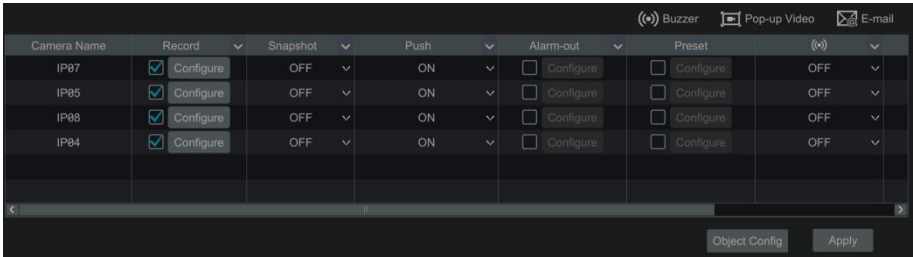 Buzzer Pop-up Video E-mail
Camera Name Record Snapshot Push Alarm-out Preset
IP07 Configure OFF ON Configure Configure OFF
IP05 Configure OFF ON Configure Configure OFF
IP08 Configure OFF ON Configure Configure OFF
IP04 Configure OFF ON Configure Configure OFF
Object Config Apply